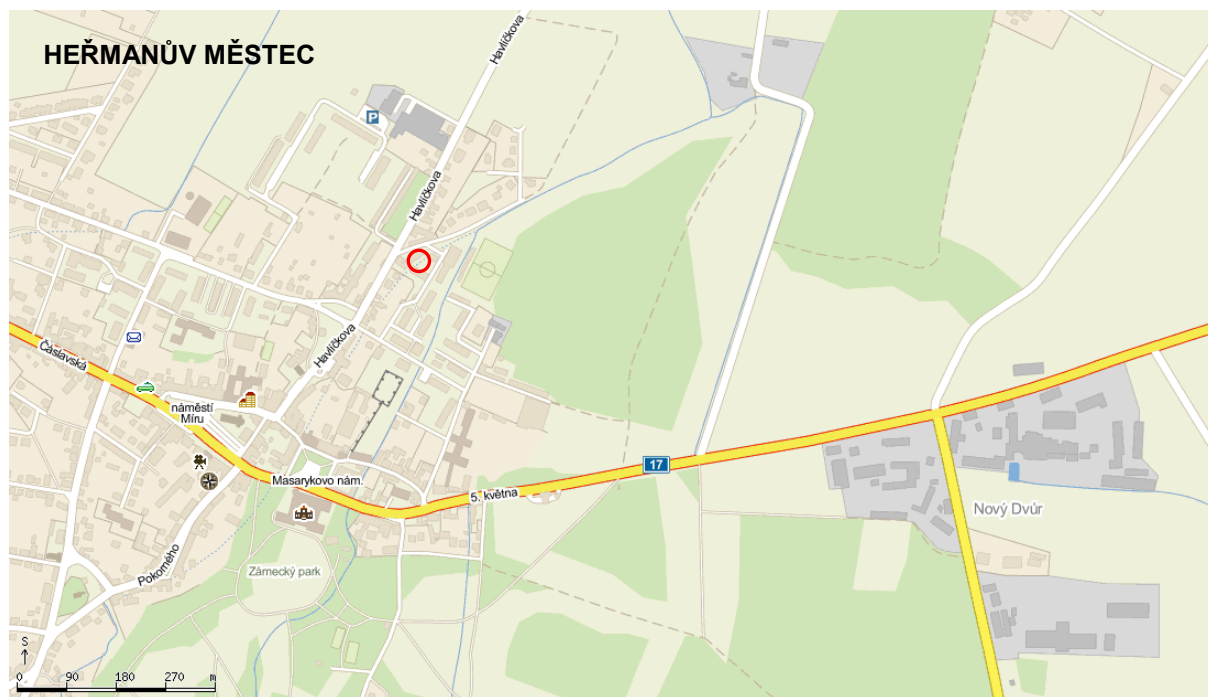 HEŘMANŮV MĚSTEC
Havlíčkova
P
Havlíčkova
Havlíčkova
Čáslavská
náměstí
Míru
Masarykovo nám.
17
5. května
Nový Dvůr
Pokorného
Zámecký park
S
0 90 180 270 m